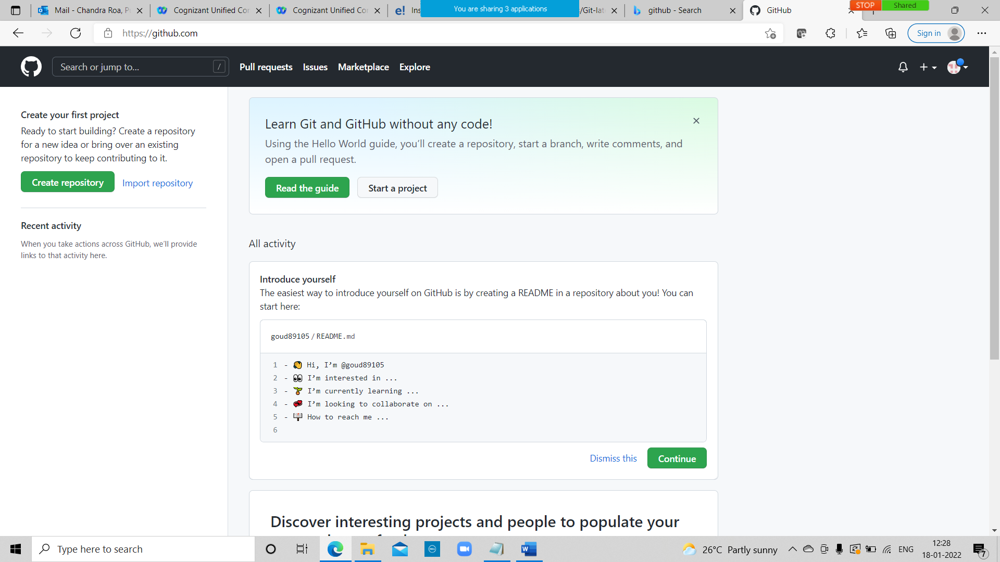 Mail - Chandra Roa, P
Cognizant Unified Co
Cognizant Unified Co
e! Ins
You are sharing 3 applications
/Git-lat
github - Search
GitHub
STOP
Shared
https://github.com
Sign in
Search or jump to...
/
Pull requests
Issues
Marketplace
Explore
Create your first project
Ready to start building? Create a repository
for a new idea or bring over an existing
repository to keep contributing to it.
Create repository
Import repository
Recent activity
When you take actions across GitHub, we'll provide
links to that activity here.
Learn Git and GitHub without any code!
Using the Hello World guide, you'll create a repository, start a branch, write comments, and
open a pull request.
Read the guide
Start a project
All activity
Introduce yourself
The easiest way to introduce yourself on GitHub is by creating a README in a repository about you! You can
start here:
goud89105 / README.md
1 - 👋 Hi, I’m @goud89105
2 - 👀 I’m interested in ...
3 - 🌱 I’m currently learning ...
4 - 💞️ I’m looking to collaborate on ...
5 - 📫 How to reach me ...
6
Dismiss this
Continue
Discover interesting projects and people to populate your
Type here to search
DELL
W
26°C Partly sunny
ENG
12:28
18-01-2022
7